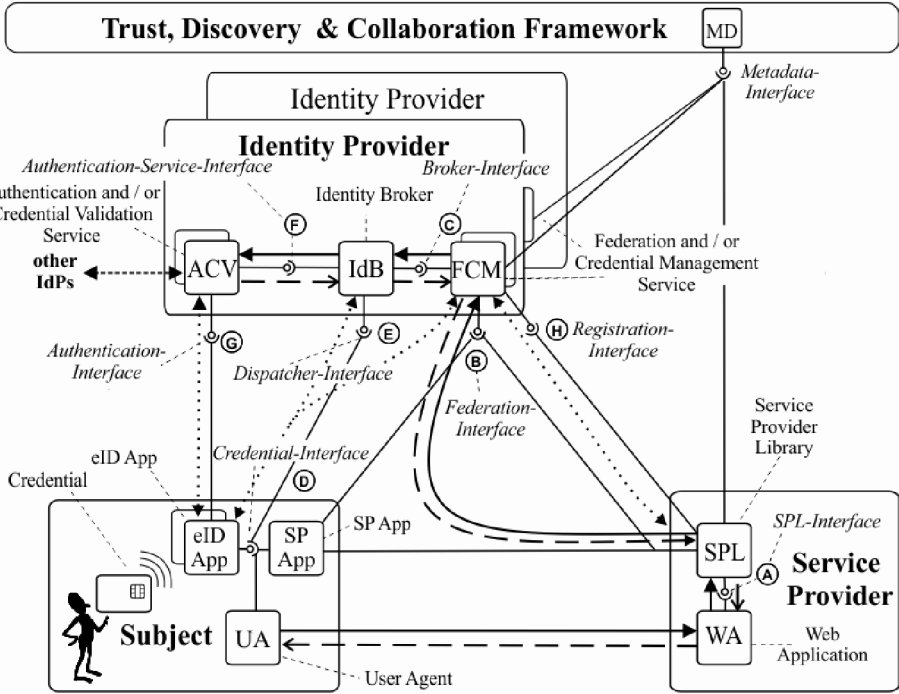 Trust, Discovery & Collaboration Framework
MD
Metadata-
Interface
Identity Provider
Identity Provider
Authentication-Service-Interface
Broker-Interface
uthentication and / or
Credential Validation
Service
Identity Broker
F
C
Federation and / or
Credential Management
Service
other
IdPs
ACV
IdB
FCM
G
E
H
Registration-
Interface
Authentication-
Interface
Dispatcher-Interface
B
Federation-
Interface
Service
Provider
Library
eID App
Credential-Interface
Credential
D
SP App
eID
App
SP
App
SPL-Interface
SPL
A
Service
Provider
Subject
UA
WA
Web
Application
User Agent